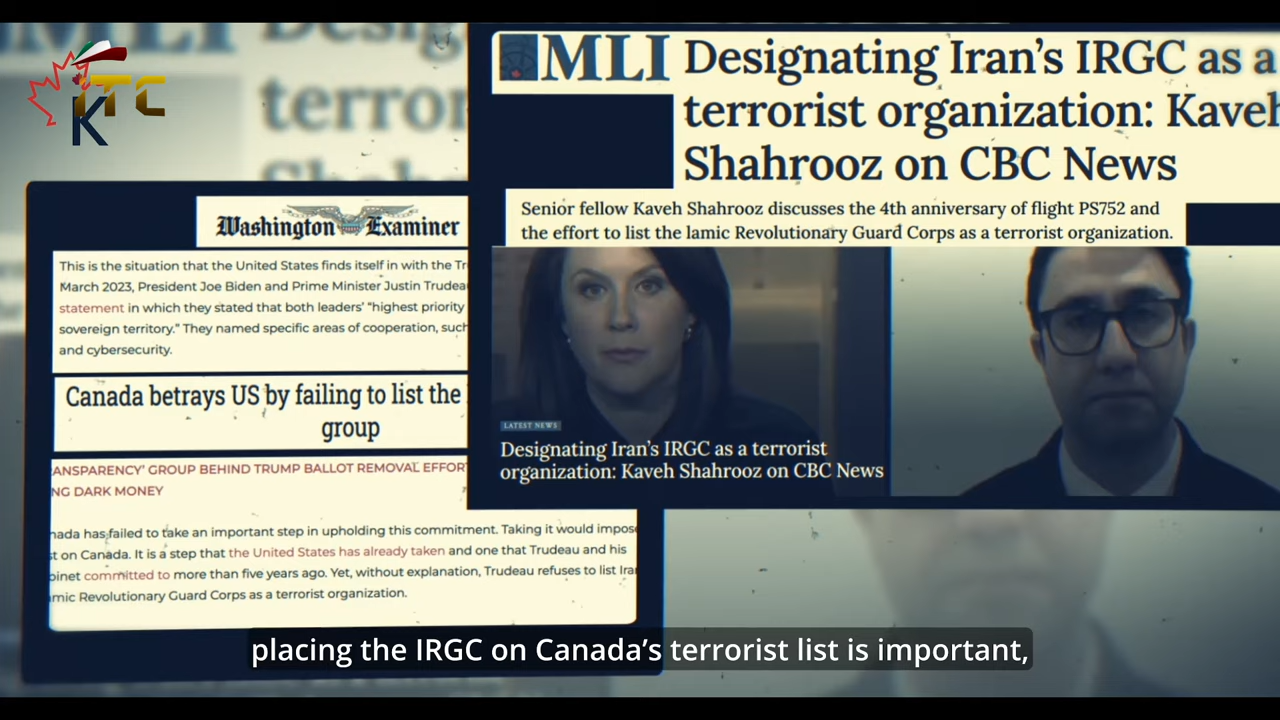 KITC
Washington Examiner
This is the situation that the United States finds itself in with the
March 2023, President Joe Biden and Prime Minister Justin Trudeau
statement in which they stated that both leaders’ “highest priority
sovereign territory.” They named specific areas of cooperation, such
and cybersecurity.
Canada betrays US by failing to list the
group
ANSPARENCY’ GROUP BEHIND TRUMP BALLOT REMOVAL EFFORT
NG DARK MONEY
nada has failed to take an important step in upholding this commitment. Taking it would impose
t on Canada. It is a step that the United States has already taken and one that Trudeau and his
binet committed to more than five years ago. Yet, without explanation, Trudeau refuses to list Iran
mic Revolutionary Guard Corps as a terrorist organization.
MLI
Designating Iran’s IRGC as a
terrorist organization: Kaveh
Shahrooz on CBC News
Senior fellow Kaveh Shahrooz discusses the 4th anniversary of flight PS752 and
the effort to list the lamic Revolutionary Guard Corps as a terrorist organization.
LATEST NEWS
Designating Iran’s IRGC as a terrorist
organization: Kaveh Shahrooz on CBC News
placing the IRGC on Canada’s terrorist list is important,